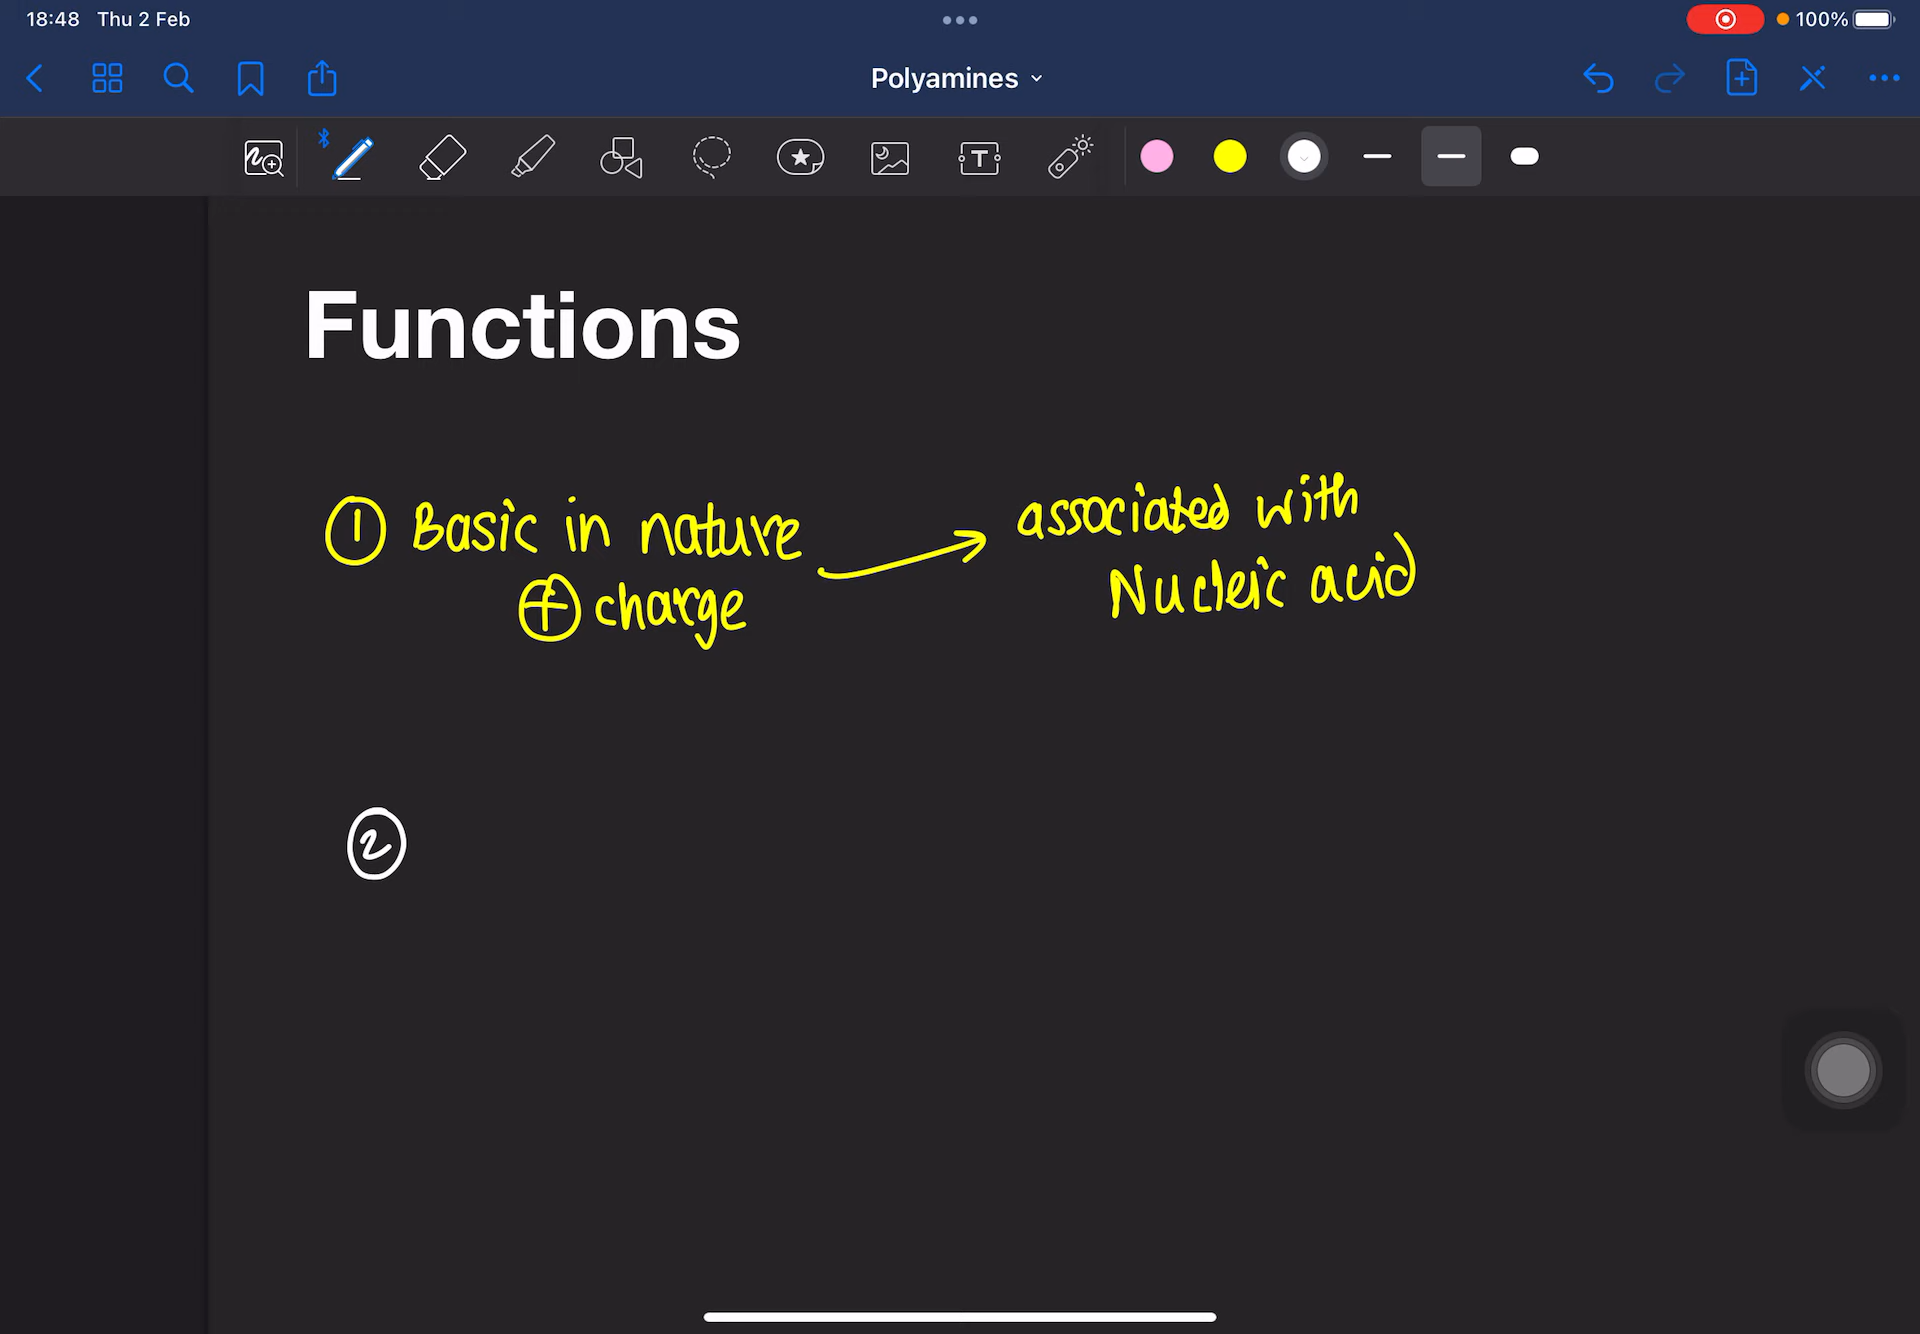 18:48 Thu 2 Feb
100%
Polyamines
T
Functions
① Basic in nature
⊕ charge
associated with
Nucleic acid
②